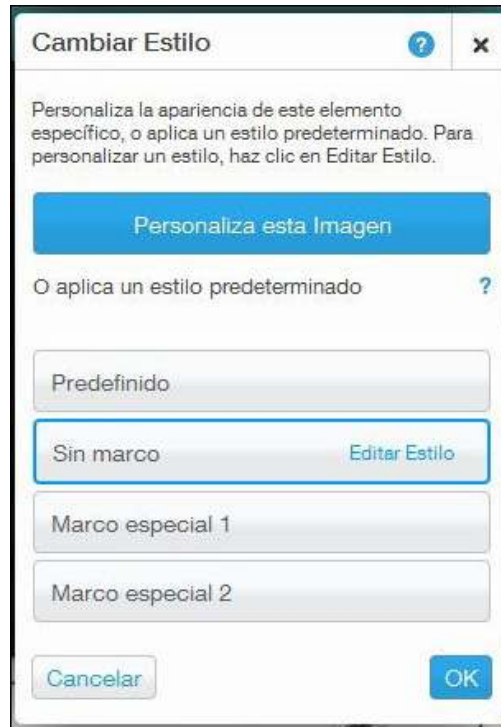 Cambiar Estilo ? ×
Personaliza la apariencia de este elemento
específico, o aplica un estilo predeterminado. Para
personalizar un estilo, haz clic en Editar Estilo.
Personaliza esta Imagen
O aplica un estilo predeterminado ?
Predefinido
Sin marco Editar Estilo
Marco especial 1
Marco especial 2
Cancelar OK